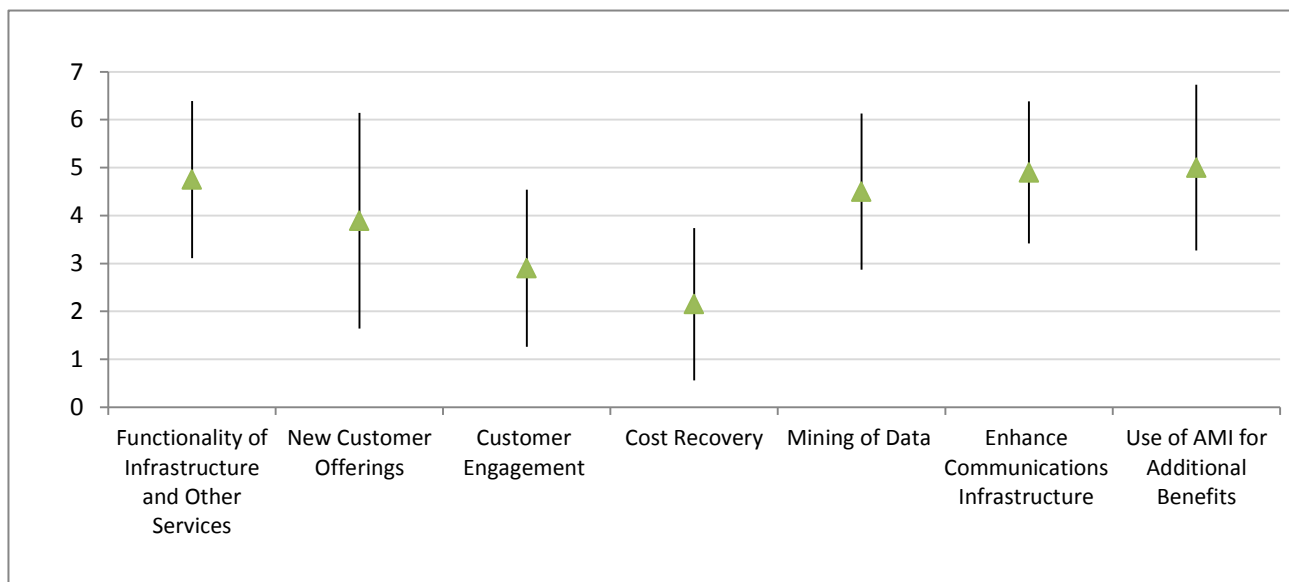 7
6
5
4
3
2
1
0
Functionality of
Infrastructure
and Other
Services
New Customer
Offerings
Customer
Engagement
Cost Recovery
Mining of Data
Enhance
Communications
Infrastructure
Use of AMI for
Additional
Benefits